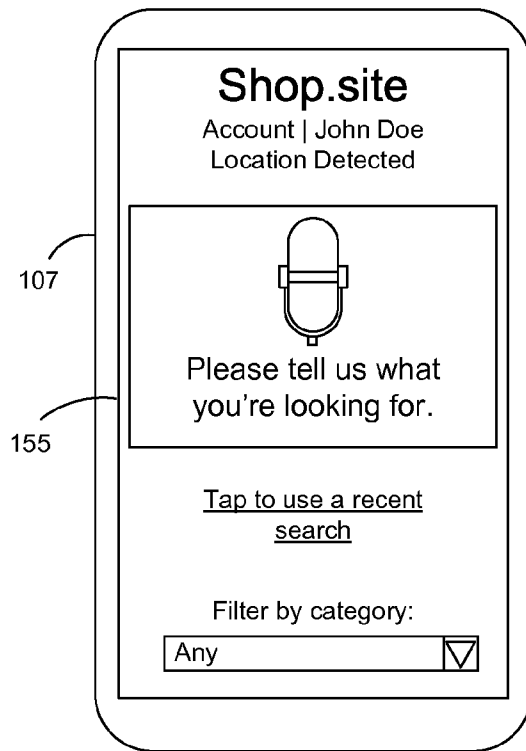 Shop.site
Account | John Doe
Location Detected
107
Please tell us what
you're looking for.
155
Tap to use a recent
search
Filter by category:
Any